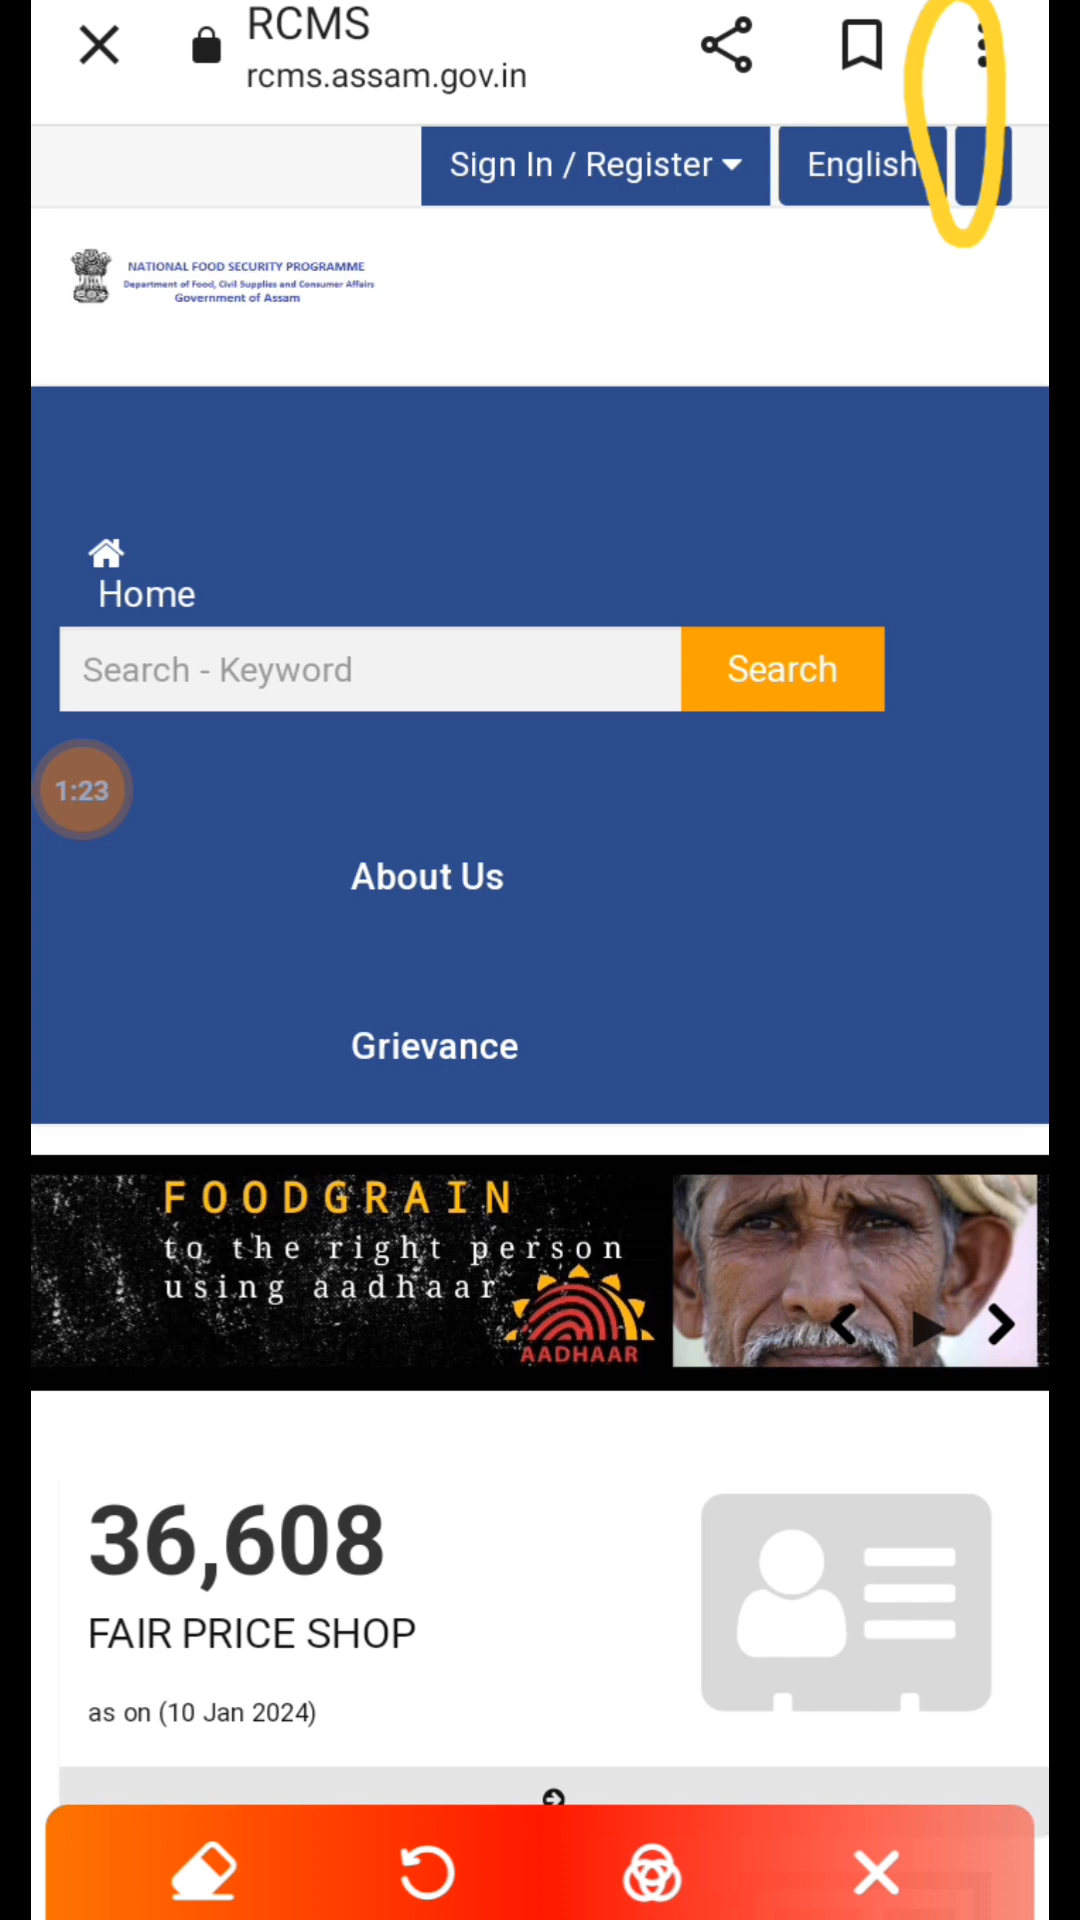 RCMS
rcms.assam.gov.in
Sign In / Register
English
NATIONAL FOOD SECURITY PROGRAMME
Department of Food, Civil Supplies and Consumer Affairs
Government of Assam
Home
Search - Keyword
Search
1:23
About Us
Grievance
FOODGRAIN
to the right person
using aadhaar
AADHAAR
36,608
FAIR PRICE SHOP
as on (10 Jan 2024)